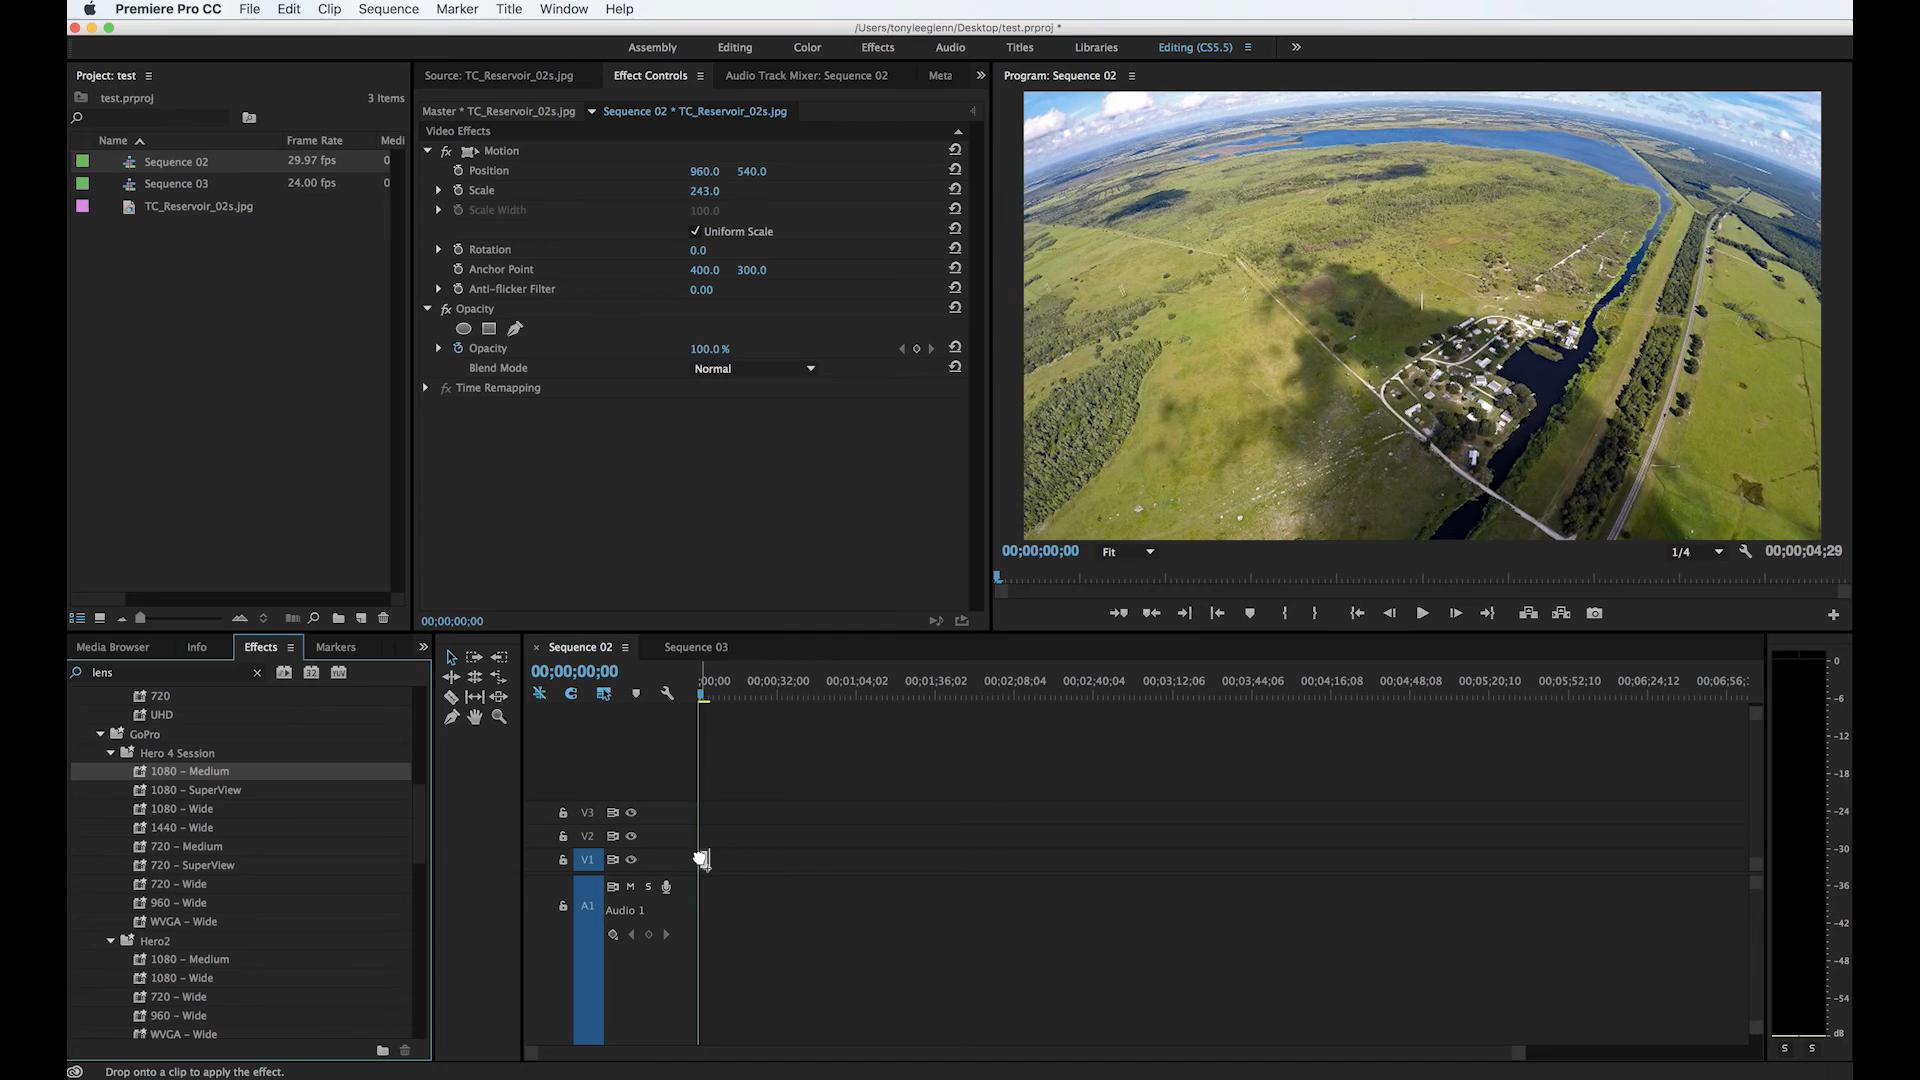 Premiere Pro CC File Edit Clip Sequence Marker Title Window Help
/Users/tonyleeglenn/Desktop/test.prproj *
Assembly Editing Color Effects Audio Titles Libraries Editing (CS5.5)
Project: test
test.prproj 3 Items
Name Frame Rate Medi
Sequence 02 29.97 fps 0
Sequence 03 24.00 fps 0
TC_Reservoir_02s.jpg
Source: TC_Reservoir_02s.jpg Effect Controls Audio Track Mixer: Sequence 02 Meta
Master * TC_Reservoir_02s.jpg Sequence 02 * TC_Reservoir_02s.jpg
Video Effects
fx Motion
Position 960.0 540.0
Scale 243.0
Scale Width 100.0
Uniform Scale
Rotation 0.0
Anchor Point 400.0 300.0
Anti-flicker Filter 0.00
fx Opacity
Opacity 100.0 %
Blend Mode Normal
fx Time Remapping
00;00;00;00
Program: Sequence 02
00;00;00;00 Fit 1/4 00;00;04;29
Media Browser Info Effects Markers
lens
32 YUV
720
UHD
GoPro
Hero 4 Session
1080 – Medium
1080 – SuperView
1080 – Wide
1440 – Wide
720 – Medium
720 – SuperView
720 – Wide
960 – Wide
WVGA – Wide
Hero2
1080 – Medium
1080 – Wide
720 – Wide
960 – Wide
WVGA – Wide
× Sequence 02 Sequence 03
00;00;00;00
;00;00 00;00;32;00 00;01;04;02 00;01;36;02 00;02;08;04 00;02;40;04 00;03;12;06 00;03;44;06 00;04;16;08 00;04;48;08 00;05;20;10 00;05;52;10 00;06;24;12 00;06;56;
V3
V2
V1
M S
A1
Audio 1
0
-6
-12
-18
-24
-30
-36
-42
-48
-54
dB
S S
Drop onto a clip to apply the effect.